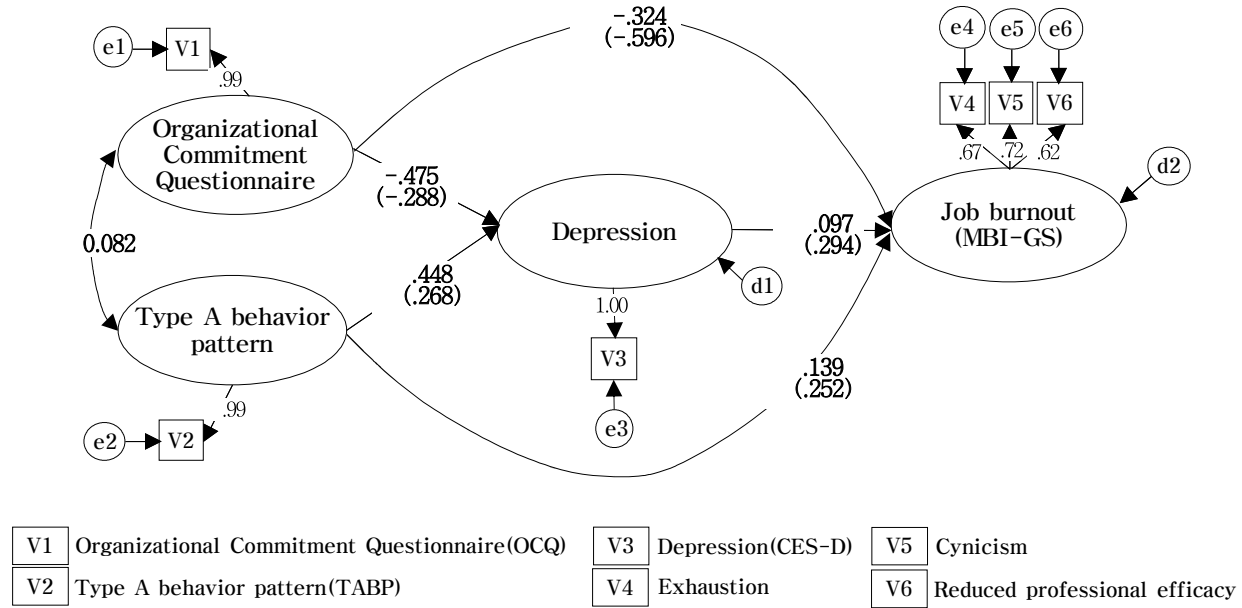 -.324
(-.596)
e1
V1
.99
e4
e5
e6
V4
V5
V6
.67
.72
.62
Organizational
Commitment
Questionnaire
-.475
(-.288)
d2
Job burnout
(MBI-GS)
Depression
.097
(.294)
0.082
.448
(.268)
d1
1.00
Type A behavior
pattern
V3
.139
(.252)
.99
e2
V2
e3
V1 Organizational Commitment Questionnaire(OCQ)
V3 Depression(CES-D)
V5 Cynicism
V2 Type A behavior pattern(TABP)
V4 Exhaustion
V6 Reduced professional efficacy